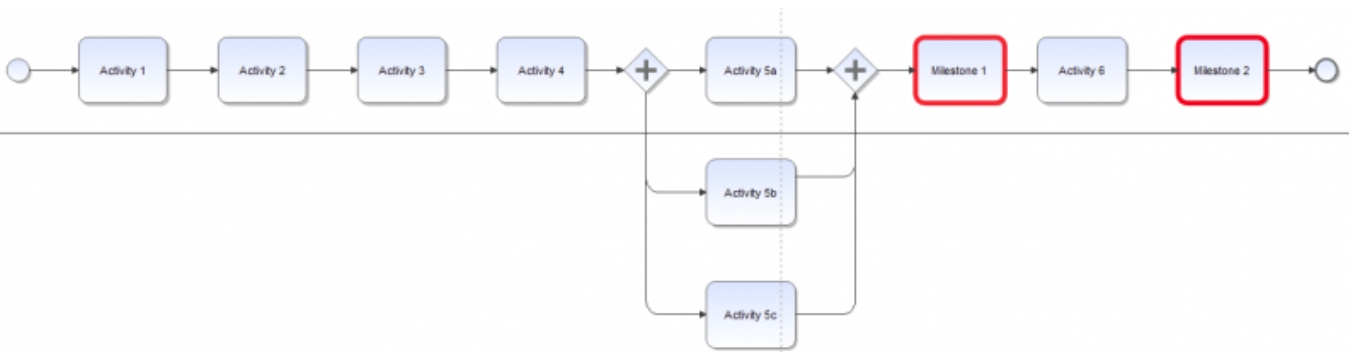 Activity 1
Activity 2
Activity 3
Activity 4
Activity 5a
Milestone 1
Activity 6
Milestone 2
Activity 5b
Activity 5c